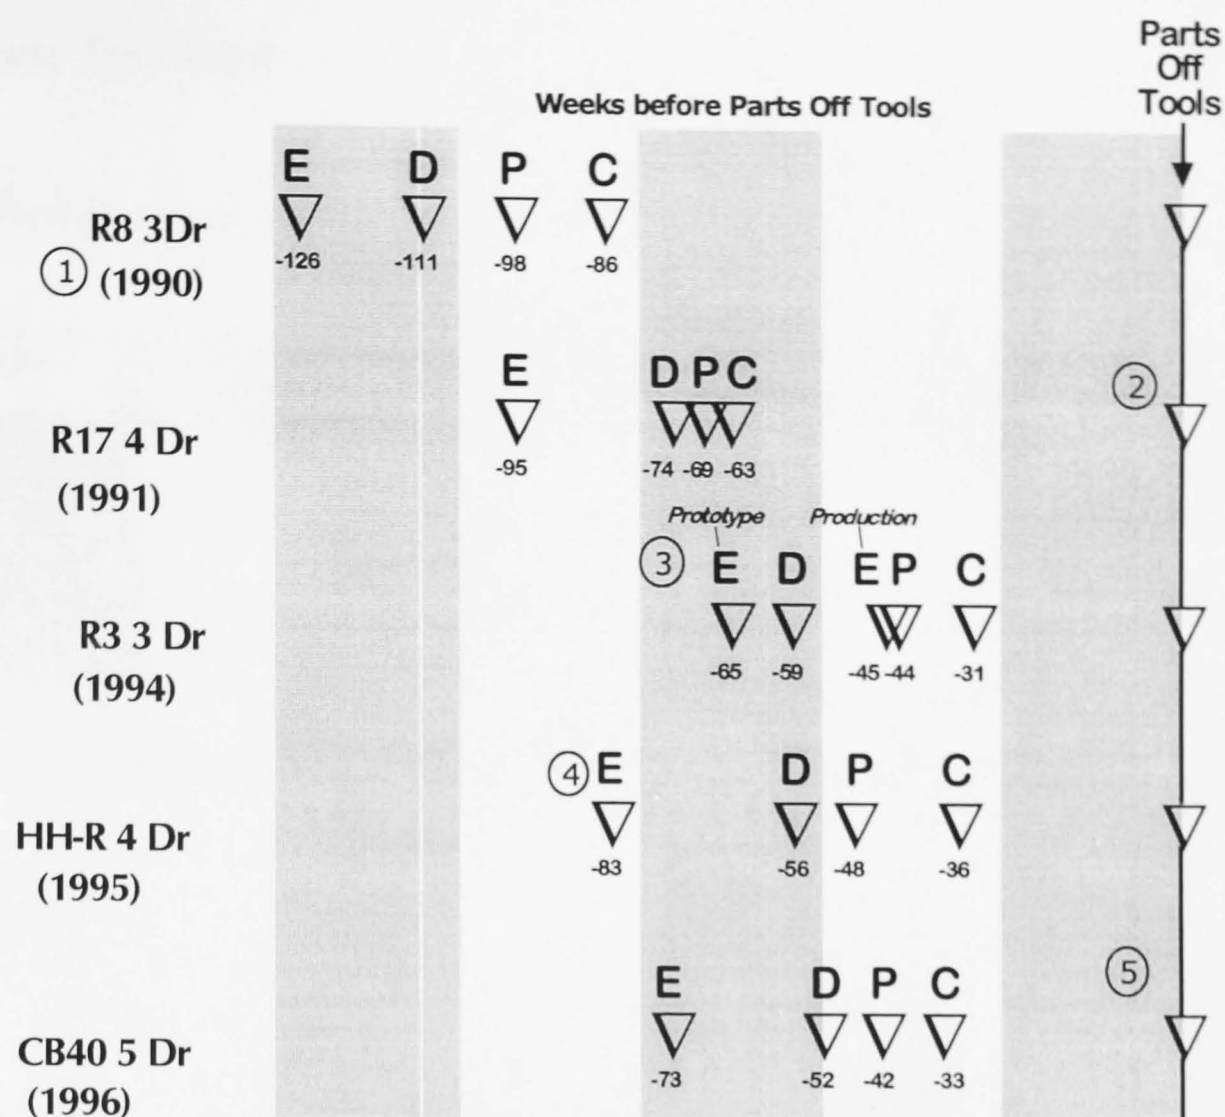 Parts
Off
Tools
Weeks before Parts Off Tools
E D P C
R8 3Dr
① (1990)
-126 -111 -98 -86
E D P C
②
R17 4 Dr
(1991)
-95 -74 -69 -63
Prototype Production
③ E D E P C
R3 3 Dr
(1994)
-65 -59 -45 -44 -31
④ E D P C
HH-R 4 Dr
(1995)
-83 -56 -48 -36
E D P C
⑤
CB40 5 Dr
(1996)
-73 -52 -42 -33